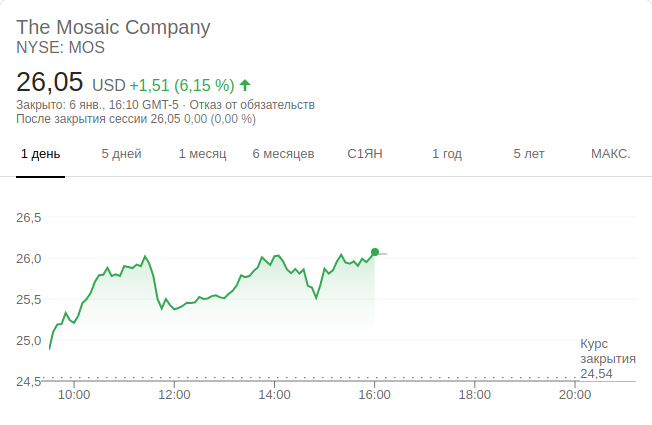 The Mosaic Company
NYSE: MOS
26,05 USD +1,51 (6,15 %)
Закрыто: 6 янв., 16:10 GMT-5 · Отказ от обязательств
После закрытия сессии 26,05 0,00 (0,00 %)
1 день 5 дней 1 месяц 6 месяцев С1ЯН 1 год 5 лет МАКС.
26,5
26,0
25,5
25,0
Курс
закрытия
24,54
24,5
10:00 12:00 14:00 16:00 18:00 20:00